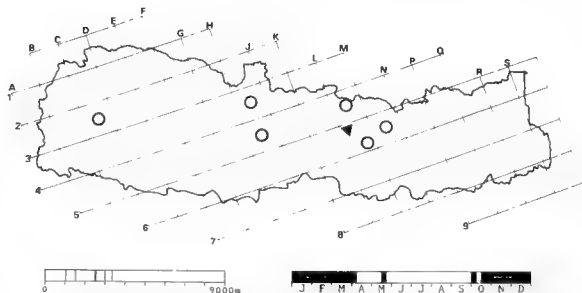 B C D E F
G H
J K
L M
N P Q
R S
A
1
2
3
4
5
6
7
8
9
0 9000m
J F M A M J J A S O N D